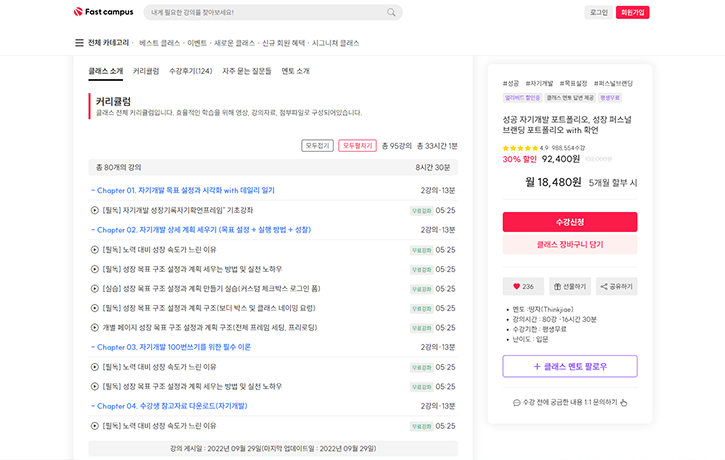 Fast campus
내게 필요한 강의를 찾아보세요!
로그인
회원가입
전체 카테고리 · 베스트 클래스 · 이벤트 · 새로운 클래스 · 신규 회원 혜택 · 시그니처 클래스
클래스 소개 커리큘럼 수강후기(124) 자주 묻는 질문들 멘토 소개
커리큘럼
클래스 전체 커리큘럼입니다. 효율적인 학습을 위해 영상, 강의자료, 첨부파일로 구성되어있습니다.
모두접기 모두펼치기 총 95강의 총 33시간 1분
총 80개의 강의 8시간 30분
− Chapter 01. 자기개발 목표 설정과 시각화 with 데일리 일기 2강의·13분
[필독] 자기개발 성장기록자기확언프레임" 기초강좌 무료강좌 05:25
− Chapter 02. 자기개발 상세 계획 세우기 (목표 설정 + 실행 방법 + 성찰) 2강의·13분
[필독] 노력 대비 성장 속도가 느린 이유 무료강좌 05:25
[필독] 성장 목표 구조 설정과 계획 세우는 방법 및 실전 노하우 무료강좌 05:25
[실습] 성장 목표 구조 설정과 계획 만들기 실습(커스텀 체크박스 로그인 폼) 무료강좌 05:25
[필독] 성장 목표 구조 설정과 계획 구조(보더 박스 및 클래스 네이밍 요령) 무료강좌 05:25
개별 페이지 성장 목표 구조 설정과 계획 구조(전체 프레임 세팅, 프리로딩) 무료강좌 05:25
− Chapter 03. 자기개발 100번쓰기를 위한 필수 이론 2강의·13분
[필독] 노력 대비 성장 속도가 느린 이유 무료강좌 05:25
[필독] 성장 목표 구조 설정과 계획 세우는 방법 및 실전 노하우 무료강좌 05:25
− Chapter 04. 수강생 참고자료 다운로드(자기개발) 2강의·13분
[필독] 노력 대비 성장 속도가 느린 이유 무료강좌 05:25
강의 게시일 : 2022년 09월 29일(마지막 업데이트일 : 2022년 09월 29일)
#성공 #자기개발 #목표설정 #퍼스널브랜딩
얼리버드 할인중 클래스 멘토 답변 제공 평생무료
성공 자기개발 포트폴리오, 성장 퍼스널
브랜딩 포트폴리오 with 확언
4.9 988,554수강
30% 할인 92,400원
월 18,480원 5개월 할부 시
수강신청
클래스 장바구니 담기
236 선물하기 공유하기
• 멘토 :띵자(Thinkjiae)
• 강의시간 : 80강 ·16시간 30분
• 수강기한 : 평생무료
• 난이도 : 입문
+ 클래스 멘토 팔로우
수강 전에 궁금한 내용 1:1 문의하기